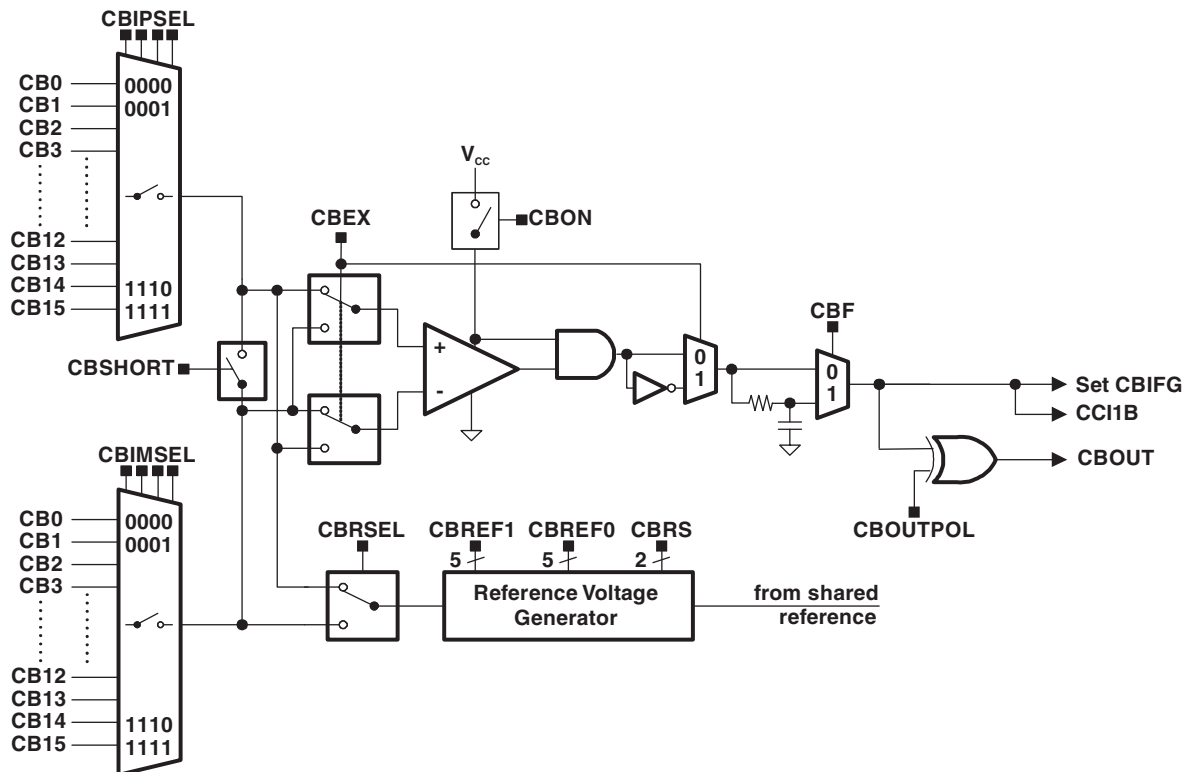 CBIPSEL
CB0
0000
CB1
0001
CB2
CB3
CB12
CB13
CB14
1110
CB15
1111
VCC
CBON
CBEX
CBSHORT
+
-
0
1
CBF
0
1
Set CBIFG
CCI1B
CBOUT
CBOUTPOL
CBIMSEL
CB0
0000
CB1
0001
CB2
CB3
CB12
CB13
CB14
1110
CB15
1111
CBRSEL
CBREF1
CBREF0
CBRS
5
5
2
Reference Voltage
Generator
from shared
reference